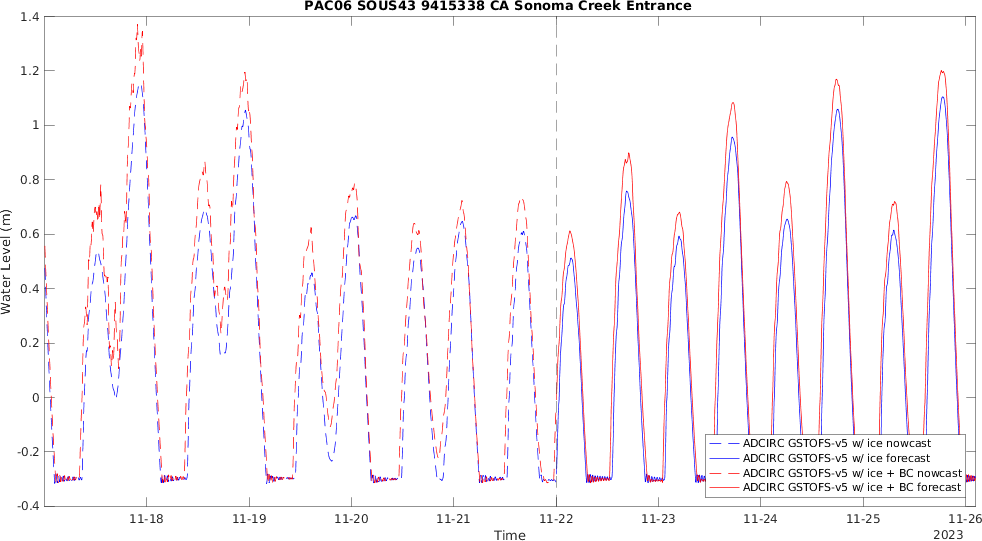 PAC06 SOUS43 9415338 CA Sonoma Creek Entrance
1.4
1.2
1
0.8
0.6
0.4
0.2
0
-0.2
-0.4
Water Level (m)
11-18
11-19
11-20
11-21
11-22
11-23
11-24
11-25
11-26
2023
Time
ADCIRC GSTOFS-v5 w/ ice nowcast
ADCIRC GSTOFS-v5 w/ ice forecast
ADCIRC GSTOFS-v5 w/ ice + BC nowcast
ADCIRC GSTOFS-v5 w/ ice + BC forecast